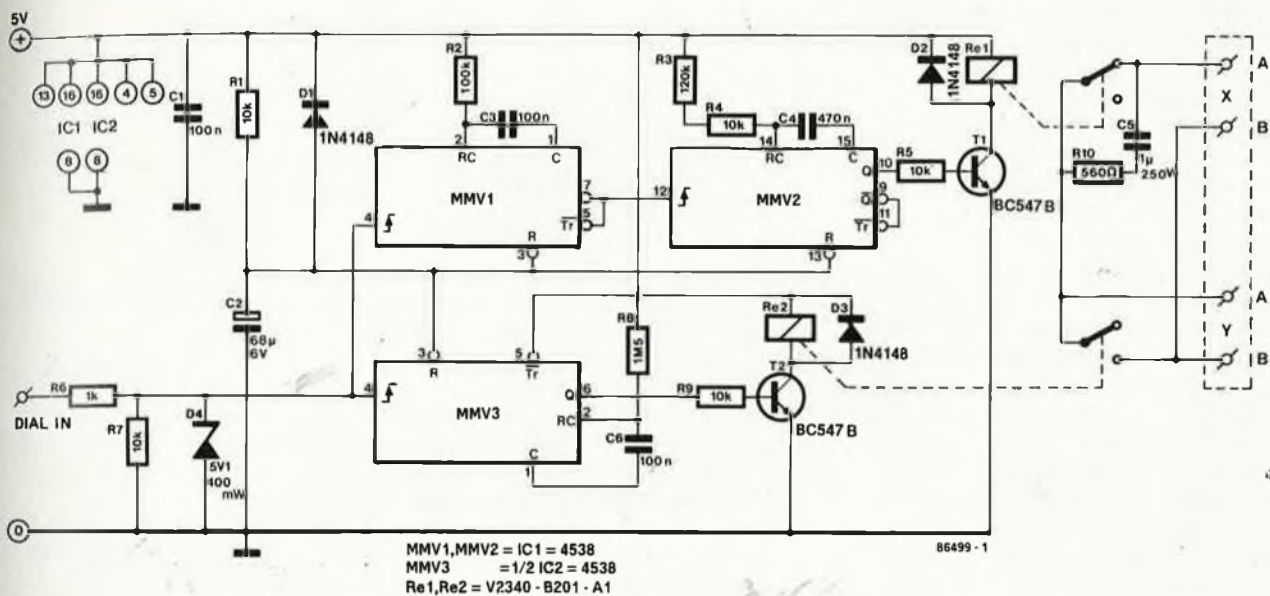 5V
+
13
16
16
4
5
IC1
IC2
8
8
C1
100n
R1
10k
D1
1N4148
R2
100k
C3
100n
2
RC
1
C
MMV1
4
7
5
Tr
R
3
R3
120k
R4
10k
C4
470n
14
RC
15
C
MMV2
12
Q
10
9
Q
11
Tr
R
13
R5
10k
D2
1N4148
Re1
T1
BC547B
C5
1µ
250V
R10
560Ω
A
X
B
A
Y
B
C2
68µ
6V
R6
1k
DIAL IN
R7
10k
D4
5V1
400
mW
4
3
R
5
Tr
MMV3
Q
6
RC
2
C
1
R8
1M5
C6
100n
R9
10k
Re2
D3
1N4148
T2
BC547B
0
MMV1,MMV2 = IC1 = 4538
MMV3 =1/2 IC2 = 4538
Re1,Re2 = V2340 - B201 - A1
86499 - 1